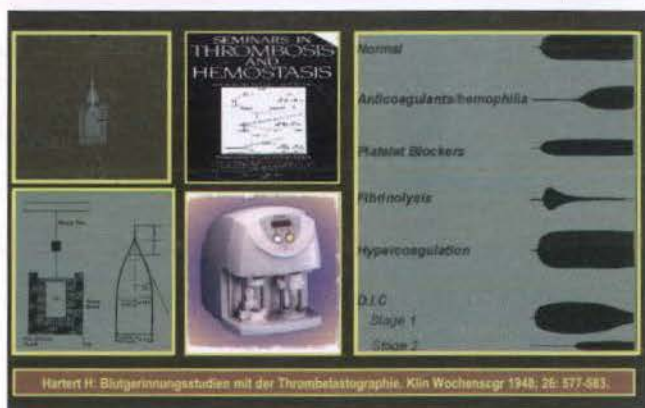 SEMINARS IN
THROMBOSIS
AND
HEMOSTASIS
Normal
Anticoagulants/hemophilia
Platelet Blockers
Fibrinolysis
Hypercoagulation
D.I.C
Stage 1
Stage 2
Hartert H: Blutgerinnungsstudien mit der Thrombelastographie. Klin Wochenscgr 1948; 26: 577-583.